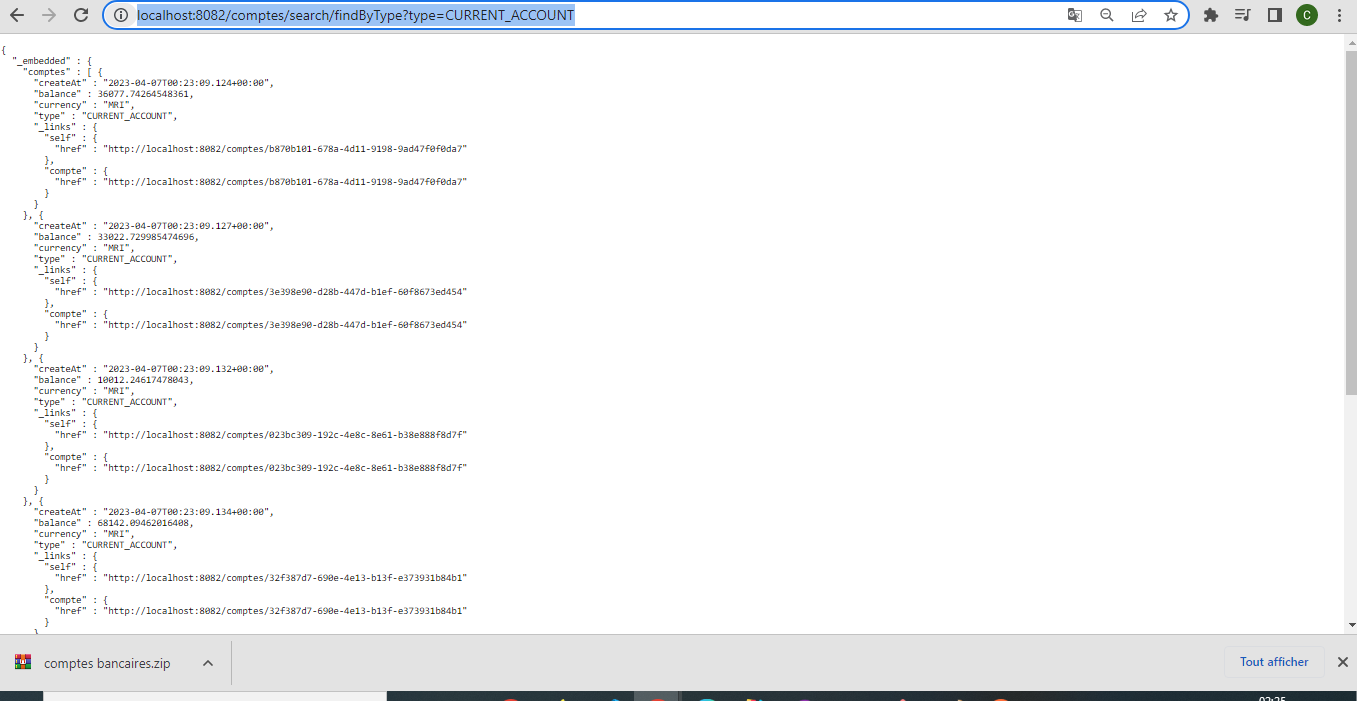 localhost:8082/comptes/search/findByType?type=CURRENT_ACCOUNT
C
{
"_embedded" : {
"comptes" : [ {
"createAt" : "2023-04-07T00:23:09.124+00:00",
"balance" : 36077.74264548361,
"currency" : "MRI",
"type" : "CURRENT_ACCOUNT",
"_links" : {
"self" : {
"href" : "http://localhost:8082/comptes/b870b101-678a-4d11-9198-9ad47f0f0da7"
},
"compte" : {
"href" : "http://localhost:8082/comptes/b870b101-678a-4d11-9198-9ad47f0f0da7"
}
}
}, {
"createAt" : "2023-04-07T00:23:09.127+00:00",
"balance" : 33022.729985474696,
"currency" : "MRI",
"type" : "CURRENT_ACCOUNT",
"_links" : {
"self" : {
"href" : "http://localhost:8082/comptes/3e398e90-d28b-447d-b1ef-60f8673ed454"
},
"compte" : {
"href" : "http://localhost:8082/comptes/3e398e90-d28b-447d-b1ef-60f8673ed454"
}
}
}, {
"createAt" : "2023-04-07T00:23:09.132+00:00",
"balance" : 10012.24617478043,
"currency" : "MRI",
"type" : "CURRENT_ACCOUNT",
"_links" : {
"self" : {
"href" : "http://localhost:8082/comptes/023bc309-192c-4e8c-8e61-b38e888f8d7f"
},
"compte" : {
"href" : "http://localhost:8082/comptes/023bc309-192c-4e8c-8e61-b38e888f8d7f"
}
}
}, {
"createAt" : "2023-04-07T00:23:09.134+00:00",
"balance" : 68142.09462016408,
"currency" : "MRI",
"type" : "CURRENT_ACCOUNT",
"_links" : {
"self" : {
"href" : "http://localhost:8082/comptes/32f387d7-690e-4e13-b13f-e373931b84b1"
},
"compte" : {
"href" : "http://localhost:8082/comptes/32f387d7-690e-4e13-b13f-e373931b84b1"
}
}
comptes bancaires.zip
Tout afficher